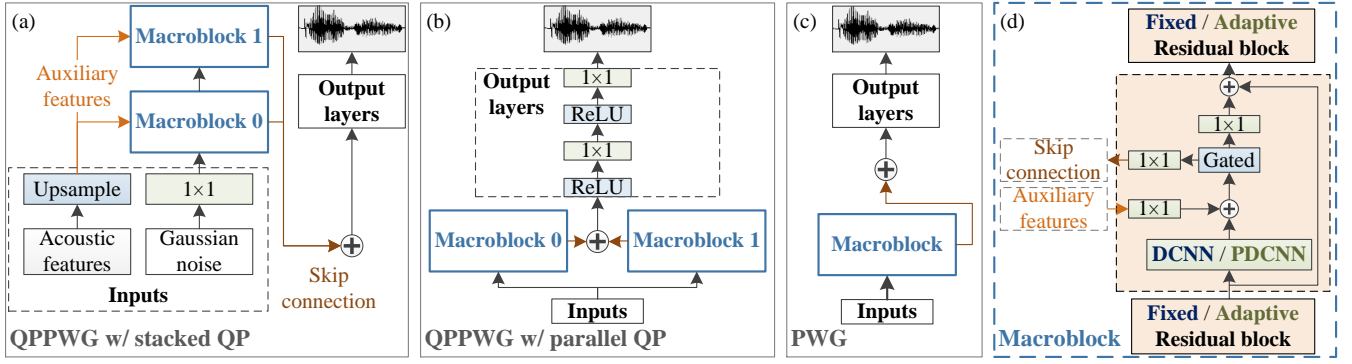 (a)
Macroblock 1
Auxiliary
features
Macroblock 0
Output
layers
Upsample
1×1
Acoustic
features
Gaussian
noise
Inputs
Skip
connection
QPPWG w/ stacked QP
(b)
Output
layers
1×1
ReLU
1×1
ReLU
Macroblock 0
Macroblock 1
Inputs
QPPWG w/ parallel QP
(c)
Output
layers
Macroblock
Inputs
PWG
(d)
Fixed / Adaptive
Residual block
1×1
Skip
connection
1×1
Gated
Auxiliary
features
1×1
DCNN / PDCNN
Fixed / Adaptive
Residual block
Macroblock